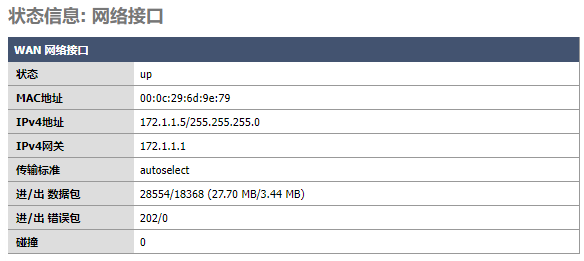 状态信息: 网络接口
WAN 网络接口
状态 up
MAC地址 00:0c:29:6d:9e:79
IPv4地址 172.1.1.5/255.255.255.0
IPv4网关 172.1.1.1
传输标准 autoselect
进/出 数据包 28554/18368 (27.70 MB/3.44 MB)
进/出 错误包 202/0
碰撞 0